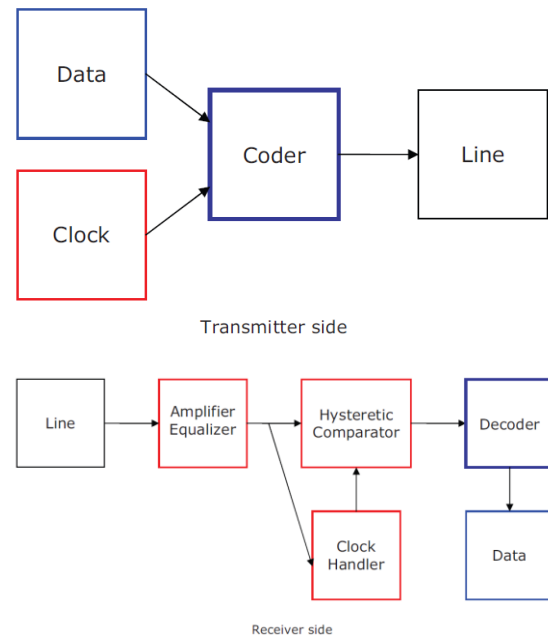 Data
Coder
Line
Clock
Transmitter side
Line
Amplifier
Equalizer
Hysteretic
Comparator
Decoder
Clock
Handler
Data
Receiver side